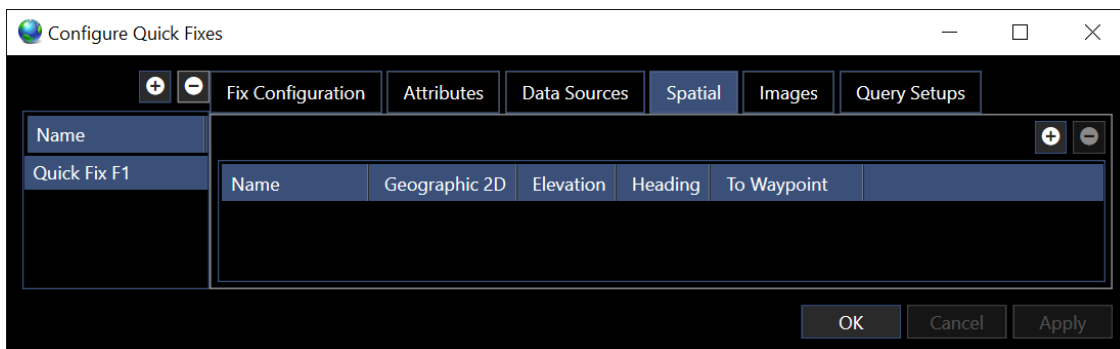 Configure Quick Fixes
Fix Configuration Attributes Data Sources Spatial Images Query Setups
Name
Quick Fix F1
Name Geographic 2D Elevation Heading To Waypoint
OK Cancel Apply